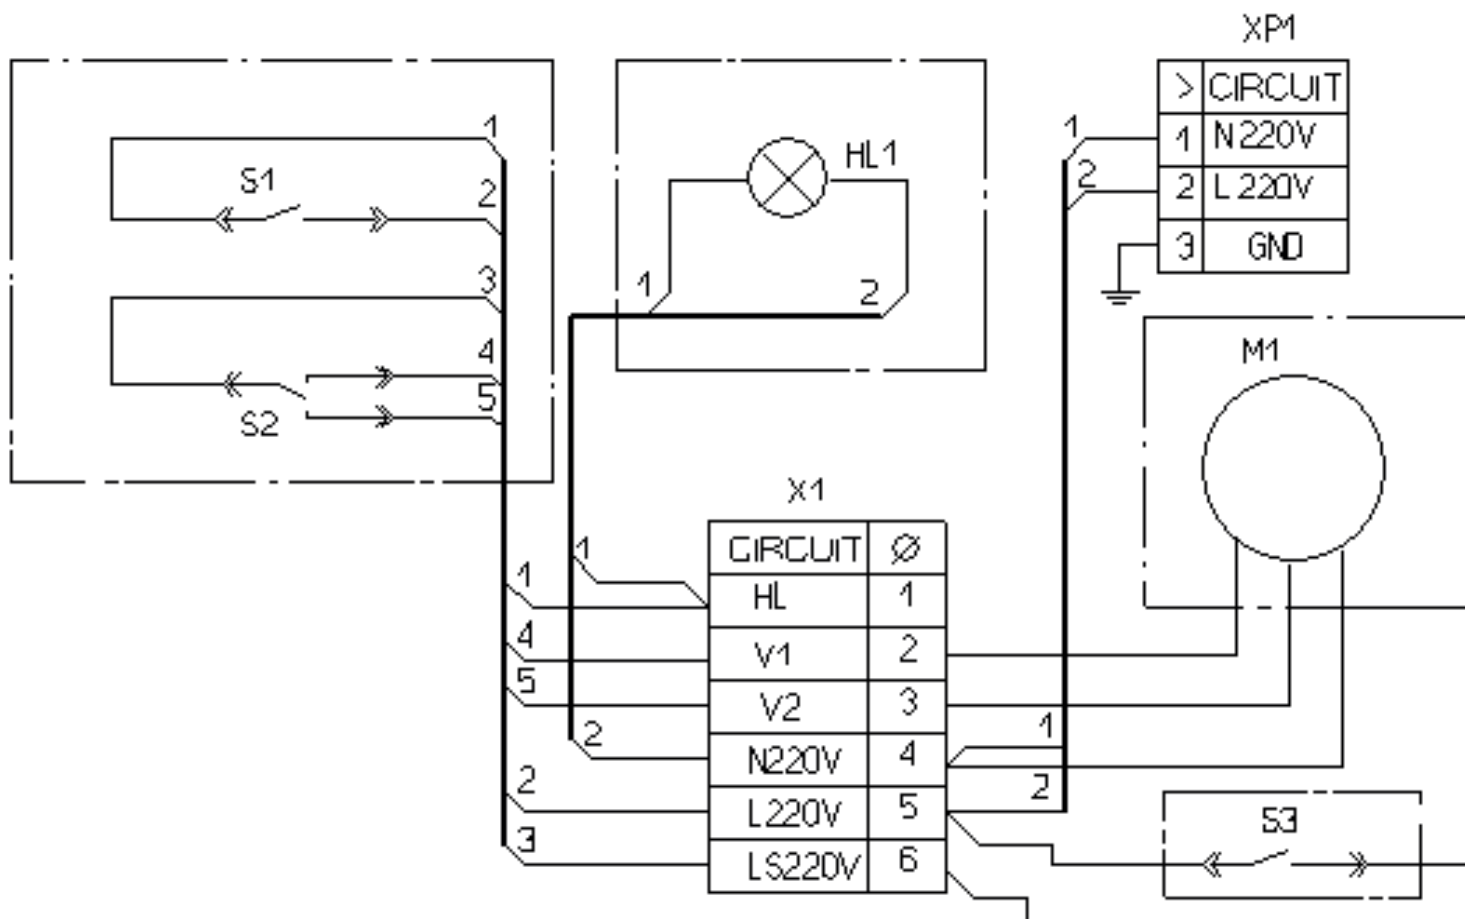 XP1
> CIRCUIT
1 N220V
2 L220V
3 GND
1
2
1
S1
2
3
4
S2
5
HL1
1
2
M1
X1
CIRCUIT Ø
HL 1
V1 2
V2 3
N220V 4
L220V 5
LS220V 6
1
1
4
5
2
2
3
1
2
S3